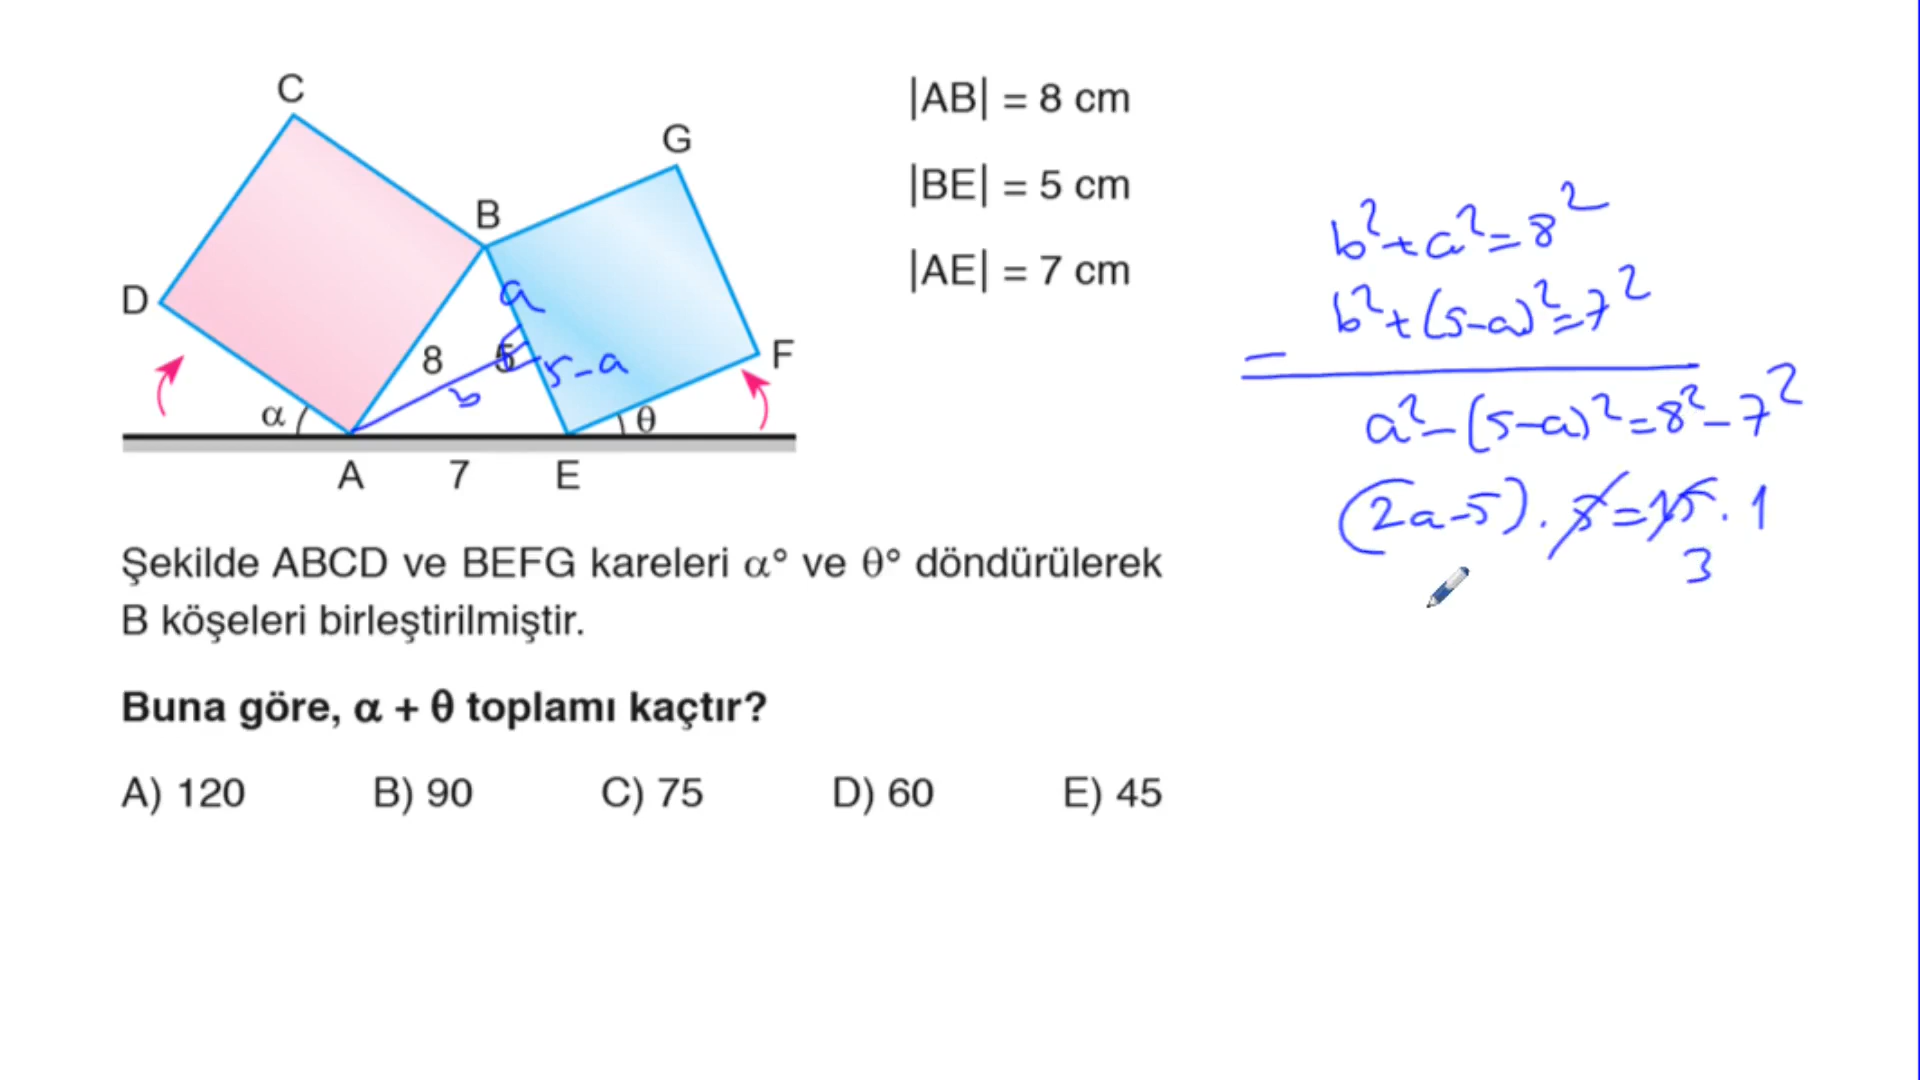 C
G
B
D
F
a
8
5
5-a
b
α
θ
A
7
E
|AB| = 8 cm
|BE| = 5 cm
|AE| = 7 cm
b²+a²=8²
b²+(5-a)²=7²
a²-(5-a)²=8²-7²
(2a-5).5=15.1
3
Şekilde ABCD ve BEFG kareleri α° ve θ° döndürülerek
B köşeleri birleştirilmiştir.
Buna göre, α + θ toplamı kaçtır?
A) 120 B) 90 C) 75 D) 60 E) 45